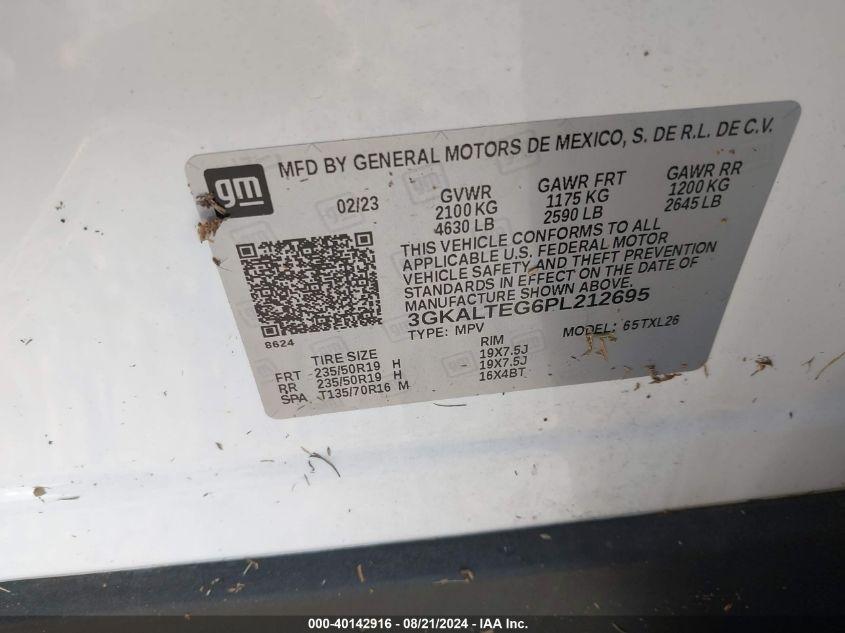 gm
MFD BY GENERAL MOTORS DE MEXICO, S. DE R.L. DE C.V.
02/23 GVWR GAWR FRT GAWR RR
2100 KG 1175 KG 1200 KG
4630 LB 2590 LB 2645 LB
THIS VEHICLE CONFORMS TO ALL
APPLICABLE U.S. FEDERAL MOTOR
VEHICLE SAFETY AND THEFT PREVENTION
STANDARDS IN EFFECT ON THE DATE OF
MANUFACTURE SHOWN ABOVE.
3GKALTEG6PL212695
8624
TYPE: MPV MODEL: 65TXL26
TIRE SIZE RIM
FRT 235/50R19 H 19X7.5J
RR 235/50R19 H 19X7.5J
SPA T135/70R16 M 16X4BT
000-40142916 - 08/21/2024 - IAA Inc.